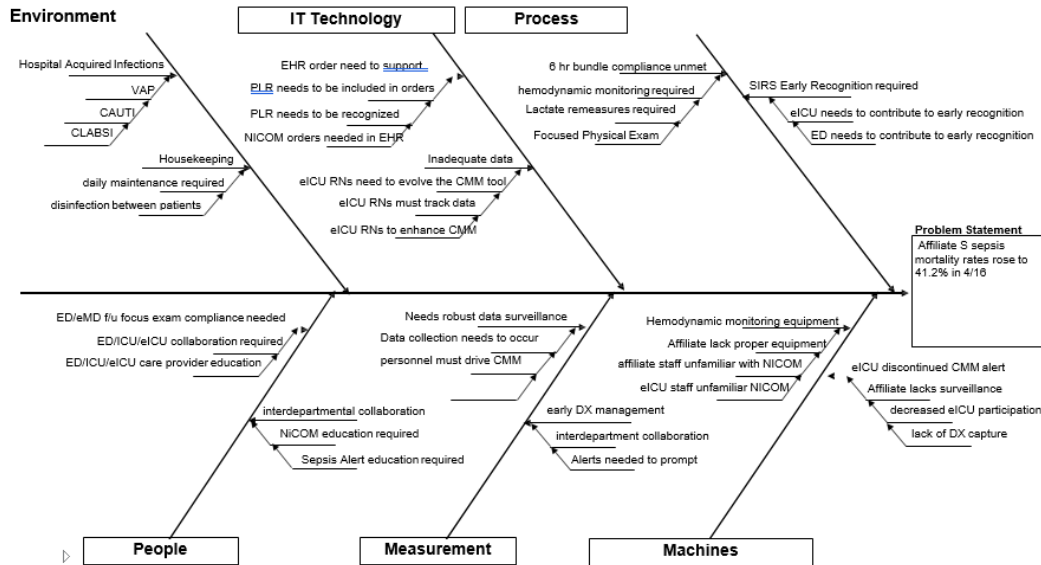 Environment
IT Technology
Process
Hospital Acquired Infections
VAP
CAUTI
CLABSI
Housekeeping
daily maintenance required
disinfection between patients
EHR order need to support
PLR needs to be included in orders
PLR needs to be recognized
NICOM orders needed in EHR
Inadequate data
eICU RNs need to evolve the CMM tool
eICU RNs must track data
eICU RNs to enhance CMM
6 hr bundle compliance unmet
hemodynamic monitoring required
Lactate remeasures required
Focused Physical Exam
SIRS Early Recognition required
eICU needs to contribute to early recognition
ED needs to contribute to early recognition
Problem Statement
Affiliate S sepsis
mortality rates rose to
41.2% in 4/16
ED/eMD f/u focus exam compliance needed
ED/ICU/eICU collaboration required
ED/ICU/eICU care provider education
interdepartmental collaboration
NiCOM education required
Sepsis Alert education required
Needs robust data surveillance
Data collection needs to occur
personnel must drive CMM
early DX management
interdepartment collaboration
Alerts needed to prompt
Hemodynamic monitoring equipment
Affiliate lack proper equipment
affiliate staff unfamiliar with NICOM
eICU staff unfamiliar NICOM
eICU discontinued CMM alert
Affiliate lacks surveillance
decreased eICU participation
lack of DX capture
People
Measurement
Machines